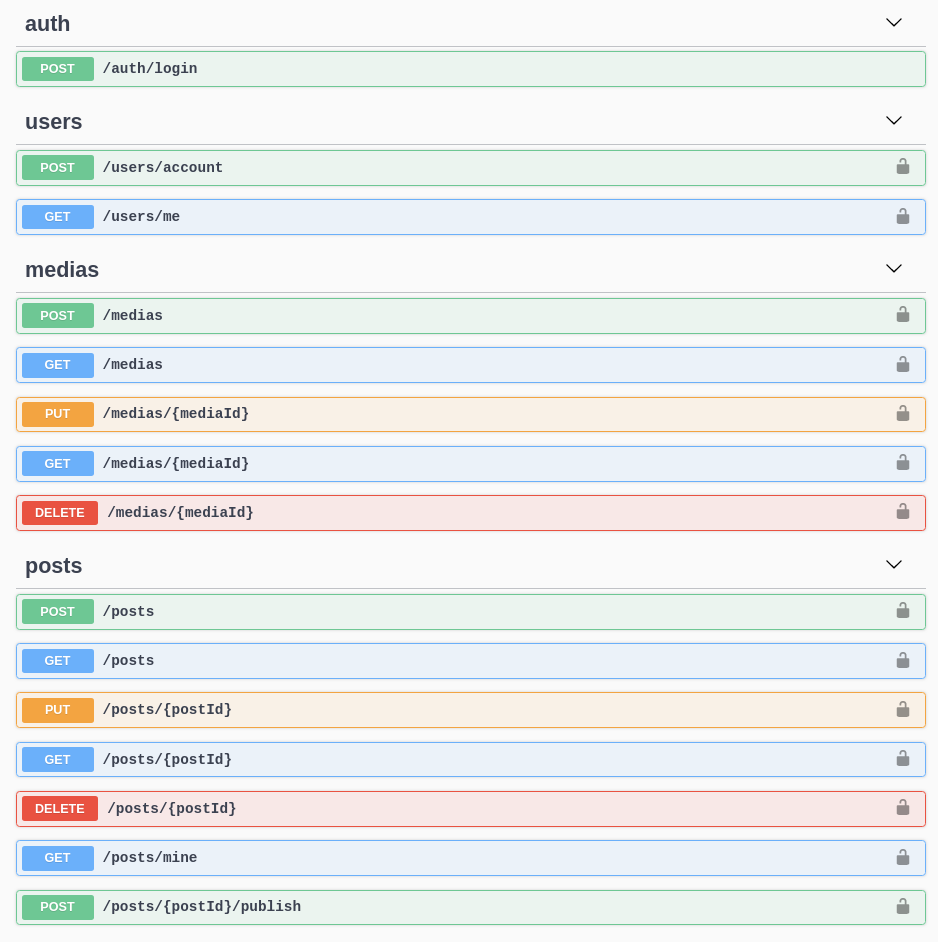 auth
POST /auth/login
users
POST /users/account
GET /users/me
medias
POST /medias
GET /medias
PUT /medias/{mediaId}
GET /medias/{mediaId}
DELETE /medias/{mediaId}
posts
POST /posts
GET /posts
PUT /posts/{postId}
GET /posts/{postId}
DELETE /posts/{postId}
GET /posts/mine
POST /posts/{postId}/publish